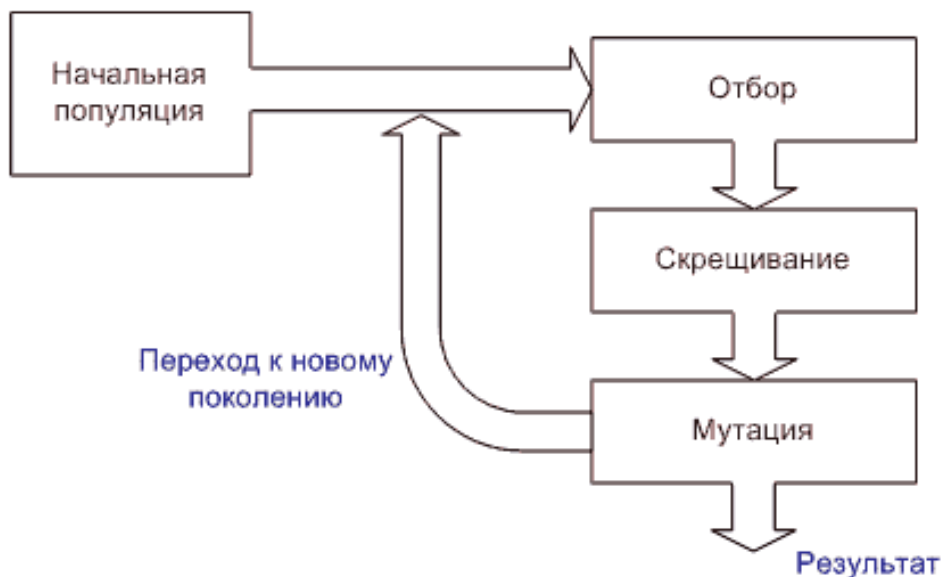 Начальная
популяция
Отбор
Скрещивание
Переход к новому
поколению
Мутация
Результат